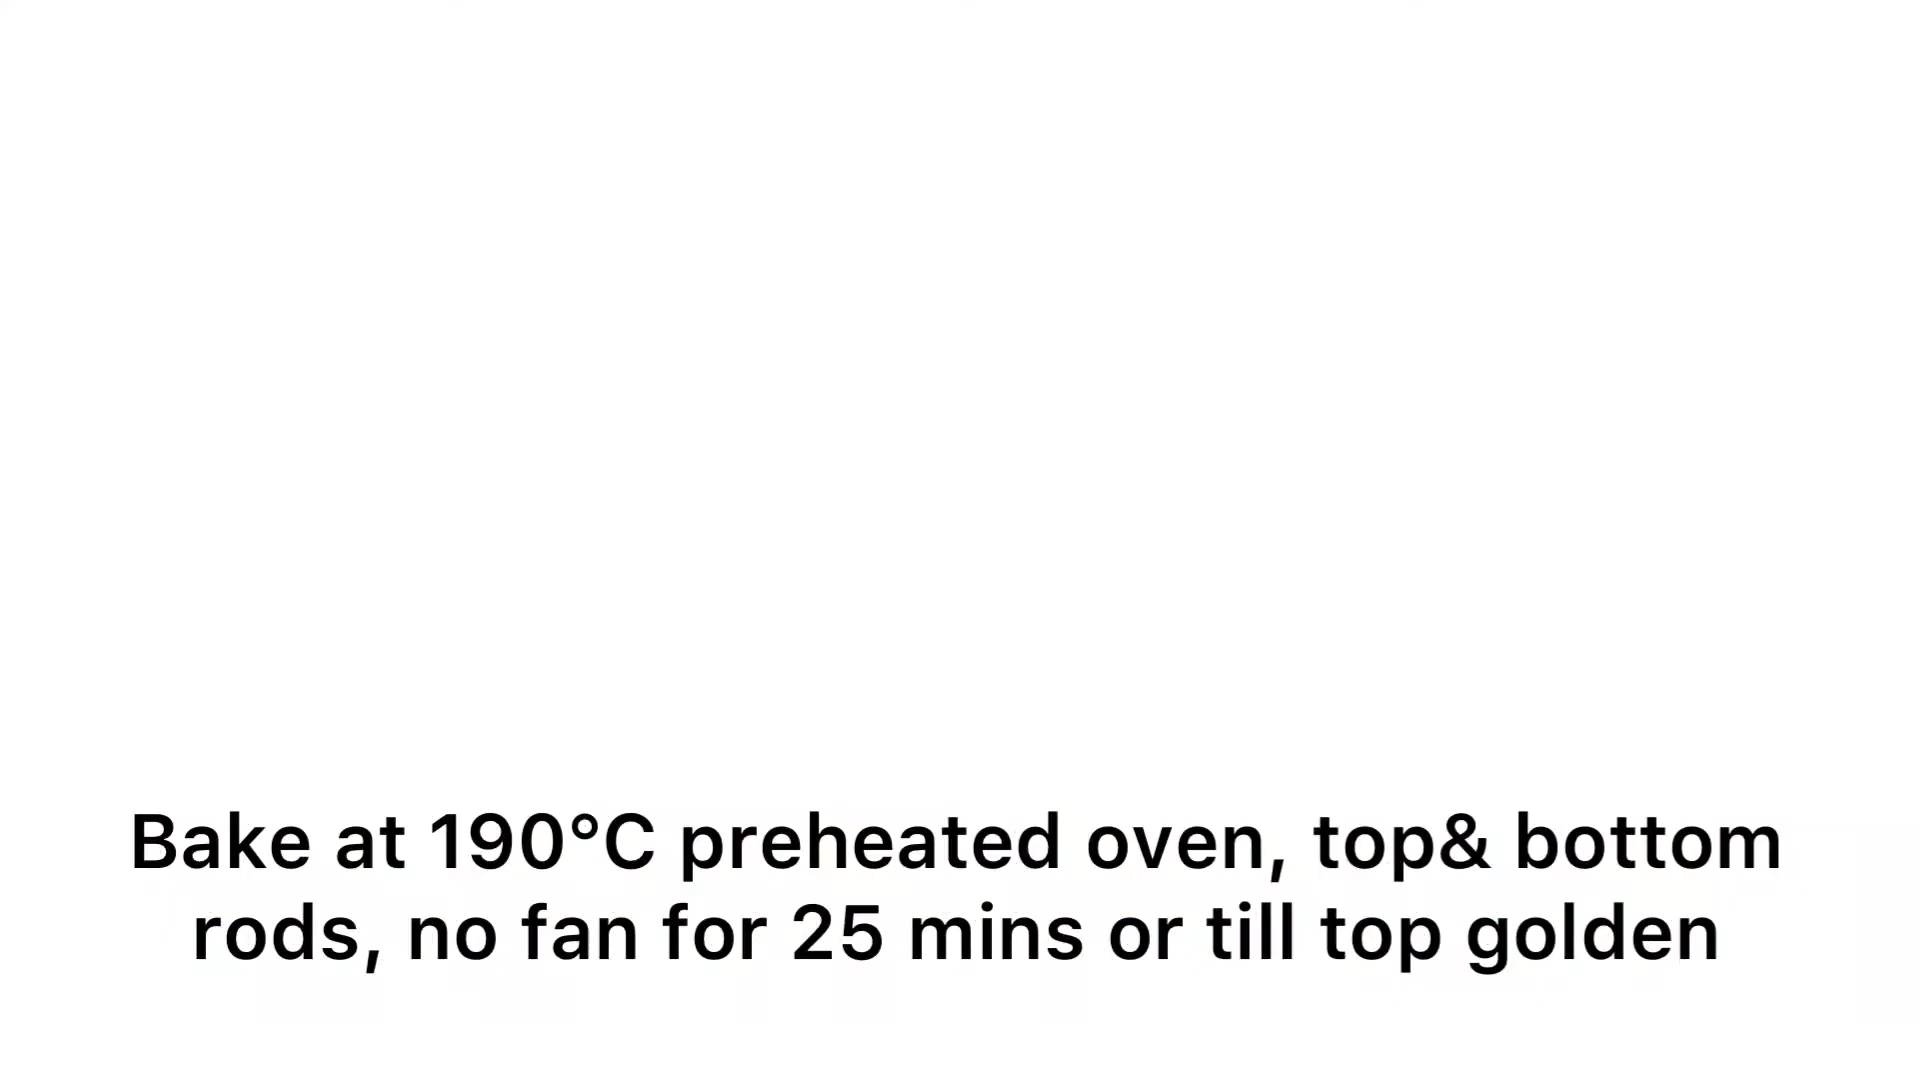 Bake at 190°C preheated oven, top& bottom
rods, no fan for 25 mins or till top golden